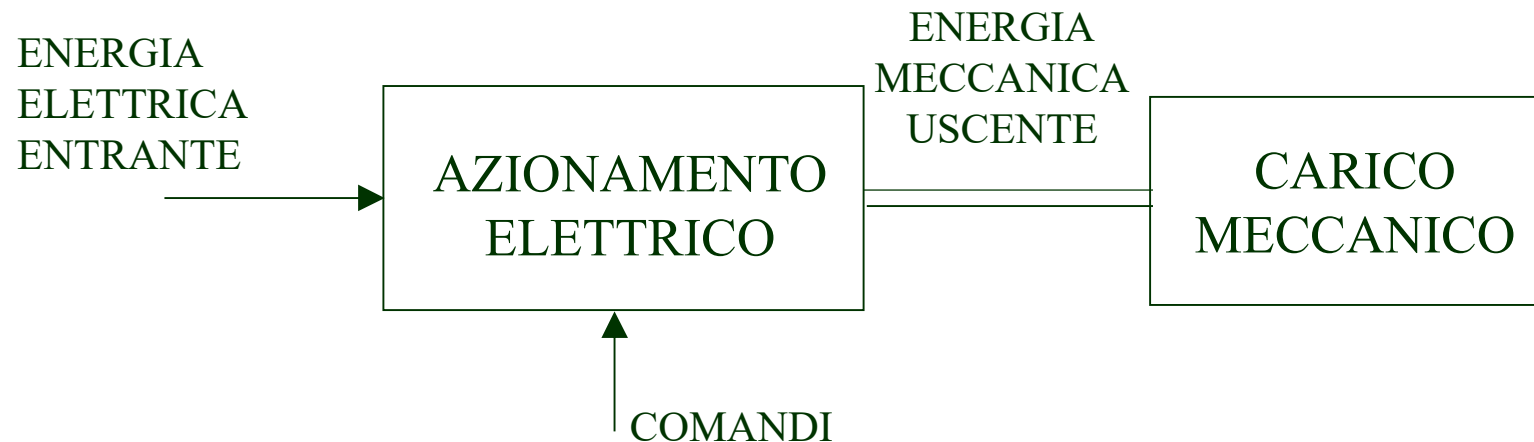 ENERGIA
ELETTRICA
ENTRANTE
AZIONAMENTO
ELETTRICO
ENERGIA
MECCANICA
USCENTE
CARICO
MECCANICO
COMANDI